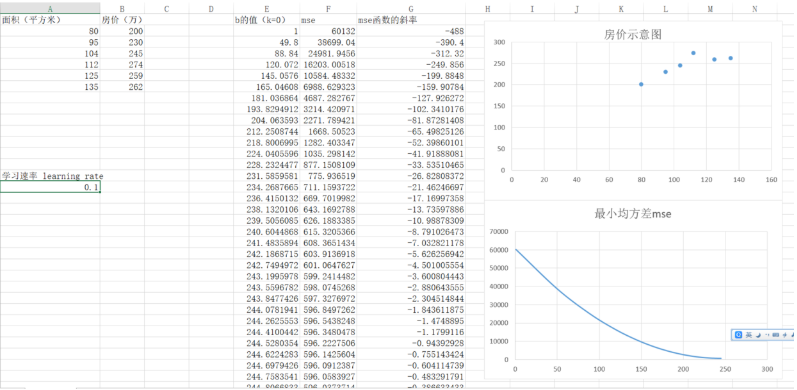 A B C D E F G H I J K L M N
面积（平方米） 房价（万） b的值（k=0） mse mse函数的斜率
80 200 1 60132 -488
95 230 49.8 38699.04 -390.4
104 245 88.84 24981.9456 -312.32
112 274 120.072 16203.00518 -249.856
125 259 145.0576 10584.48332 -199.8848
135 262 165.04608 6988.629323 -159.90784
181.036864 4687.282767 -127.926272
193.8294912 3214.420971 -102.3410176
204.063593 2271.789421 -81.87281408
212.2508744 1668.50523 -65.49825126
218.8006995 1282.403347 -52.39860101
224.0405596 1035.298142 -41.91888081
228.2324477 877.1508109 -33.53510465
学习速率 learning rate 231.5859581 775.936519 -26.82808372
0.1 234.2687665 711.1593722 -21.46246697
236.4150132 669.7019982 -17.16997358
238.1320106 643.1692788 -13.73597886
239.5056085 626.1883385 -10.98878309
240.6044868 615.3205366 -8.791026473
241.4835894 608.3651434 -7.032821178
242.1868715 603.9136918 -5.626256942
242.7494972 601.0647627 -4.501005554
243.1995978 599.2414482 -3.600804443
243.5596782 598.0745268 -2.880643555
243.8477426 597.3276972 -2.304514844
244.0781941 596.8497262 -1.843611875
244.2625553 596.5438248 -1.4748895
244.4100442 596.3480478 -1.1799116
244.5280354 596.2227506 -0.94392928
244.6224283 596.1425604 -0.755143424
244.6979426 596.0912387 -0.604114739
244.7583541 596.0583927 -0.483291791
房价示意图
300
250
200
150
100
50
0
0 20 40 60 80 100 120 140 160
最小均方差mse
70000
60000
50000
40000
30000
20000
10000
0
0 50 100 150 200 250 300
英